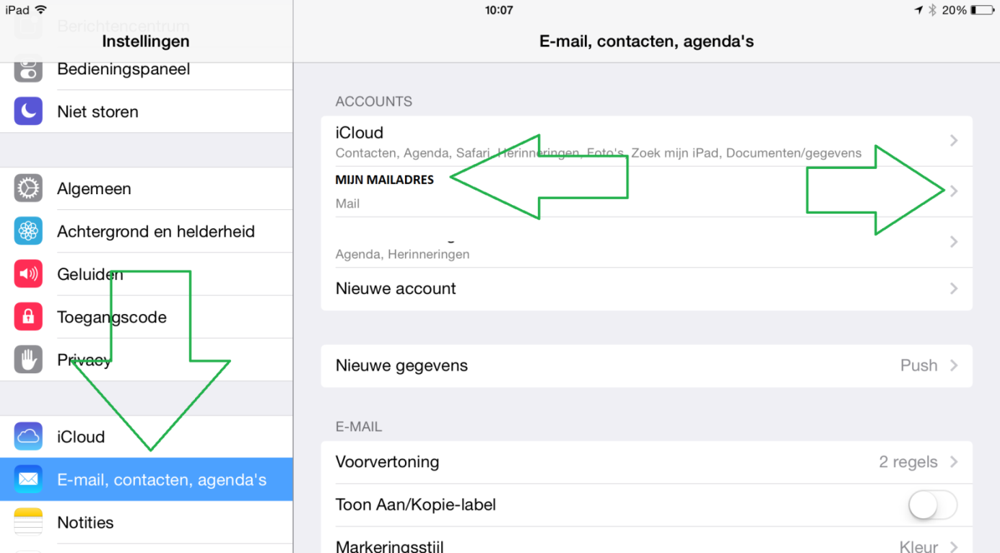 iPad
10:07
20%
Berichtencentrum
Instellingen
Bedieningspaneel
Niet storen
Algemeen
Achtergrond en helderheid
Geluiden
Toegangscode
Privacy
iCloud
E-mail, contacten, agenda's
Notities
E-mail, contacten, agenda's
ACCOUNTS
iCloud
Contacten, Agenda, Safari, Herinneringen, Foto's, Zoek mijn iPad, Documenten/gegevens
MIJN MAILADRES
Mail
Agenda, Herinneringen
Nieuwe account
Nieuwe gegevens Push
E-MAIL
Voorvertoning 2 regels
Toon Aan/Kopie-label
Markeringsstijl Kleur